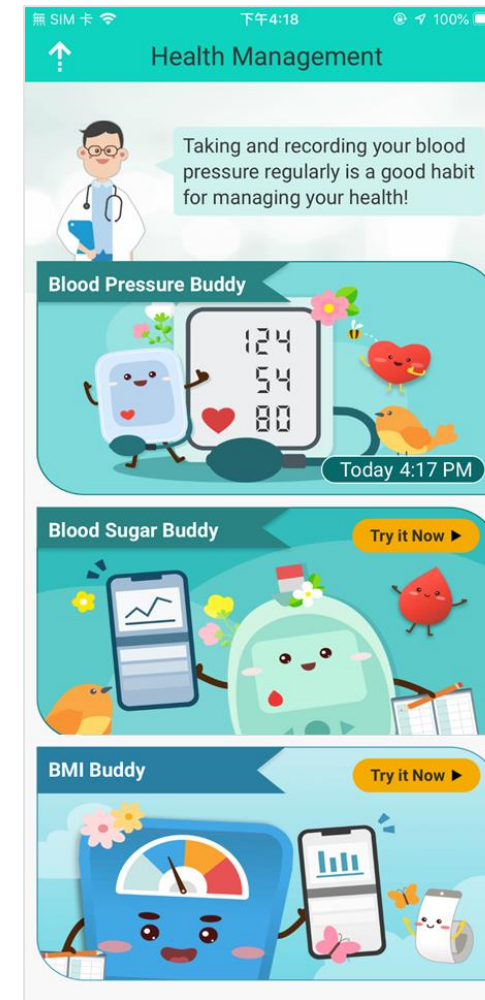 無 SIM 卡 下午4:18 100%
Health Management
Taking and recording your blood
pressure regularly is a good habit
for managing your health!
Blood Pressure Buddy
124
54
80
Today 4:17 PM
Blood Sugar Buddy
Try it Now ▶
BMI Buddy
Try it Now ▶